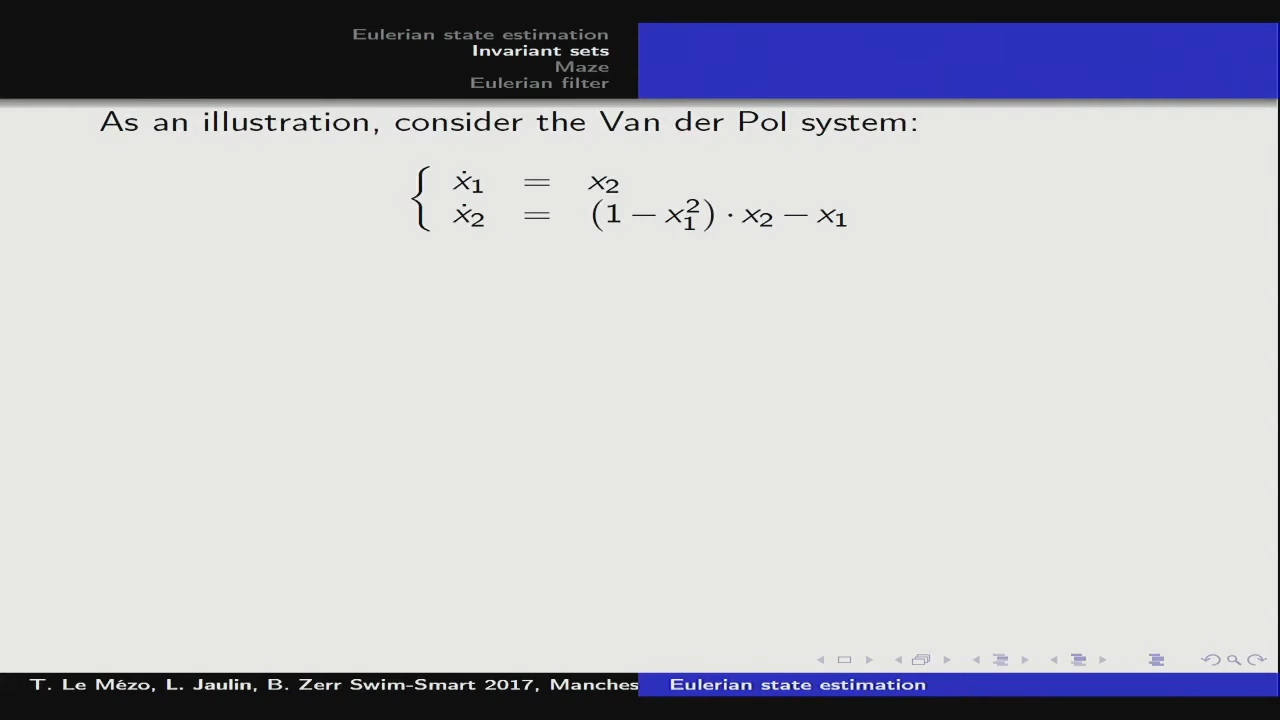 Eulerian state estimation
Invariant sets
Maze
Eulerian filter
As an illustration, consider the Van der Pol system:
{ ẋ₁ = x₂
ẋ₂ = (1 − x₁²) · x₂ − x₁
T. Le Mézo, L. Jaulin, B. Zerr Swim-Smart 2017, Manches
Eulerian state estimation